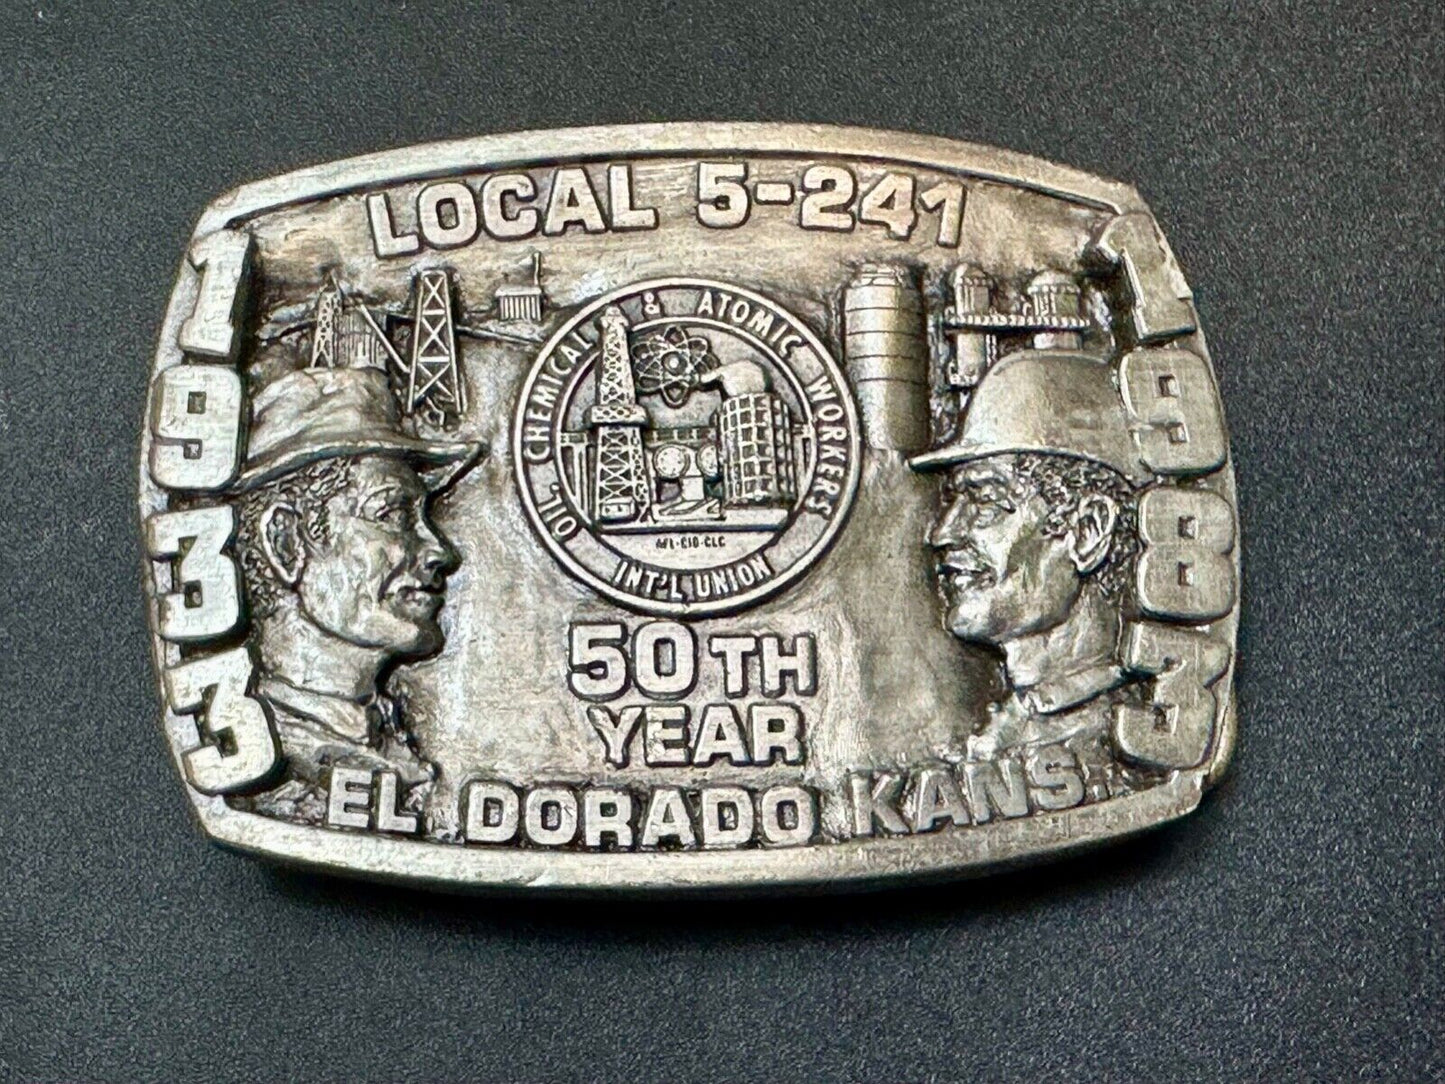 LOCAL 5-241
1933
1983
OIL, CHEMICAL & ATOMIC WORKERS
INT'L UNION
AFL-CIO-CLC
50TH
YEAR
EL DORADO KANS.